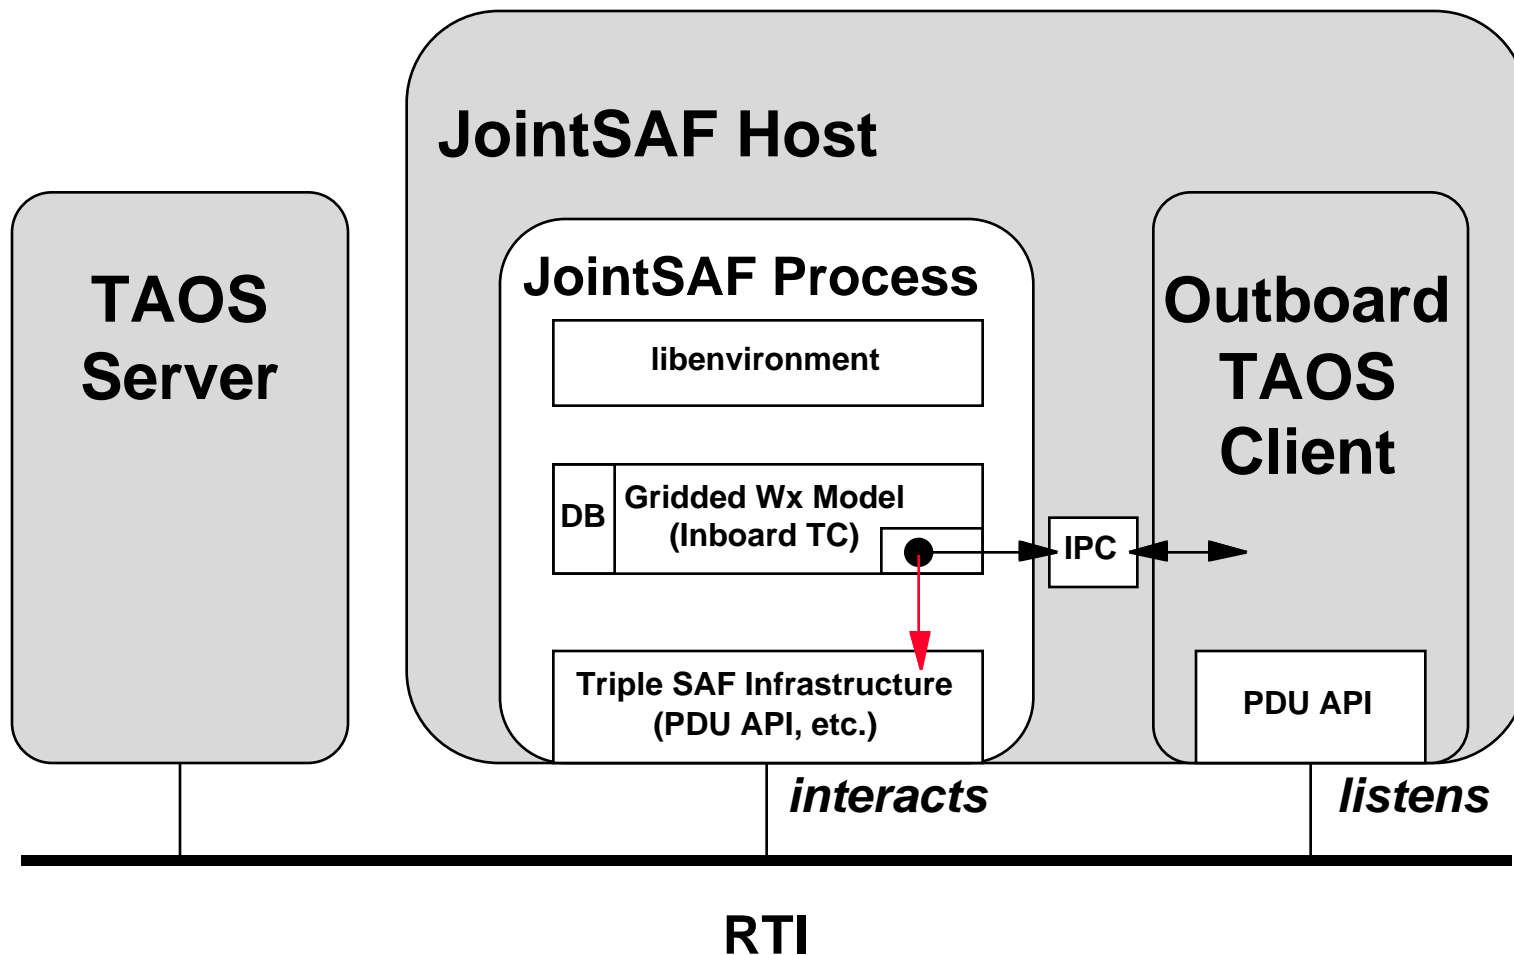 JointSAF Host
TAOS
Server
JointSAF Process
libenvironment
DB
Gridded Wx Model
(Inboard TC)
IPC
Outboard
TAOS
Client
Triple SAF Infrastructure
(PDU API, etc.)
PDU API
interacts
listens
RTI